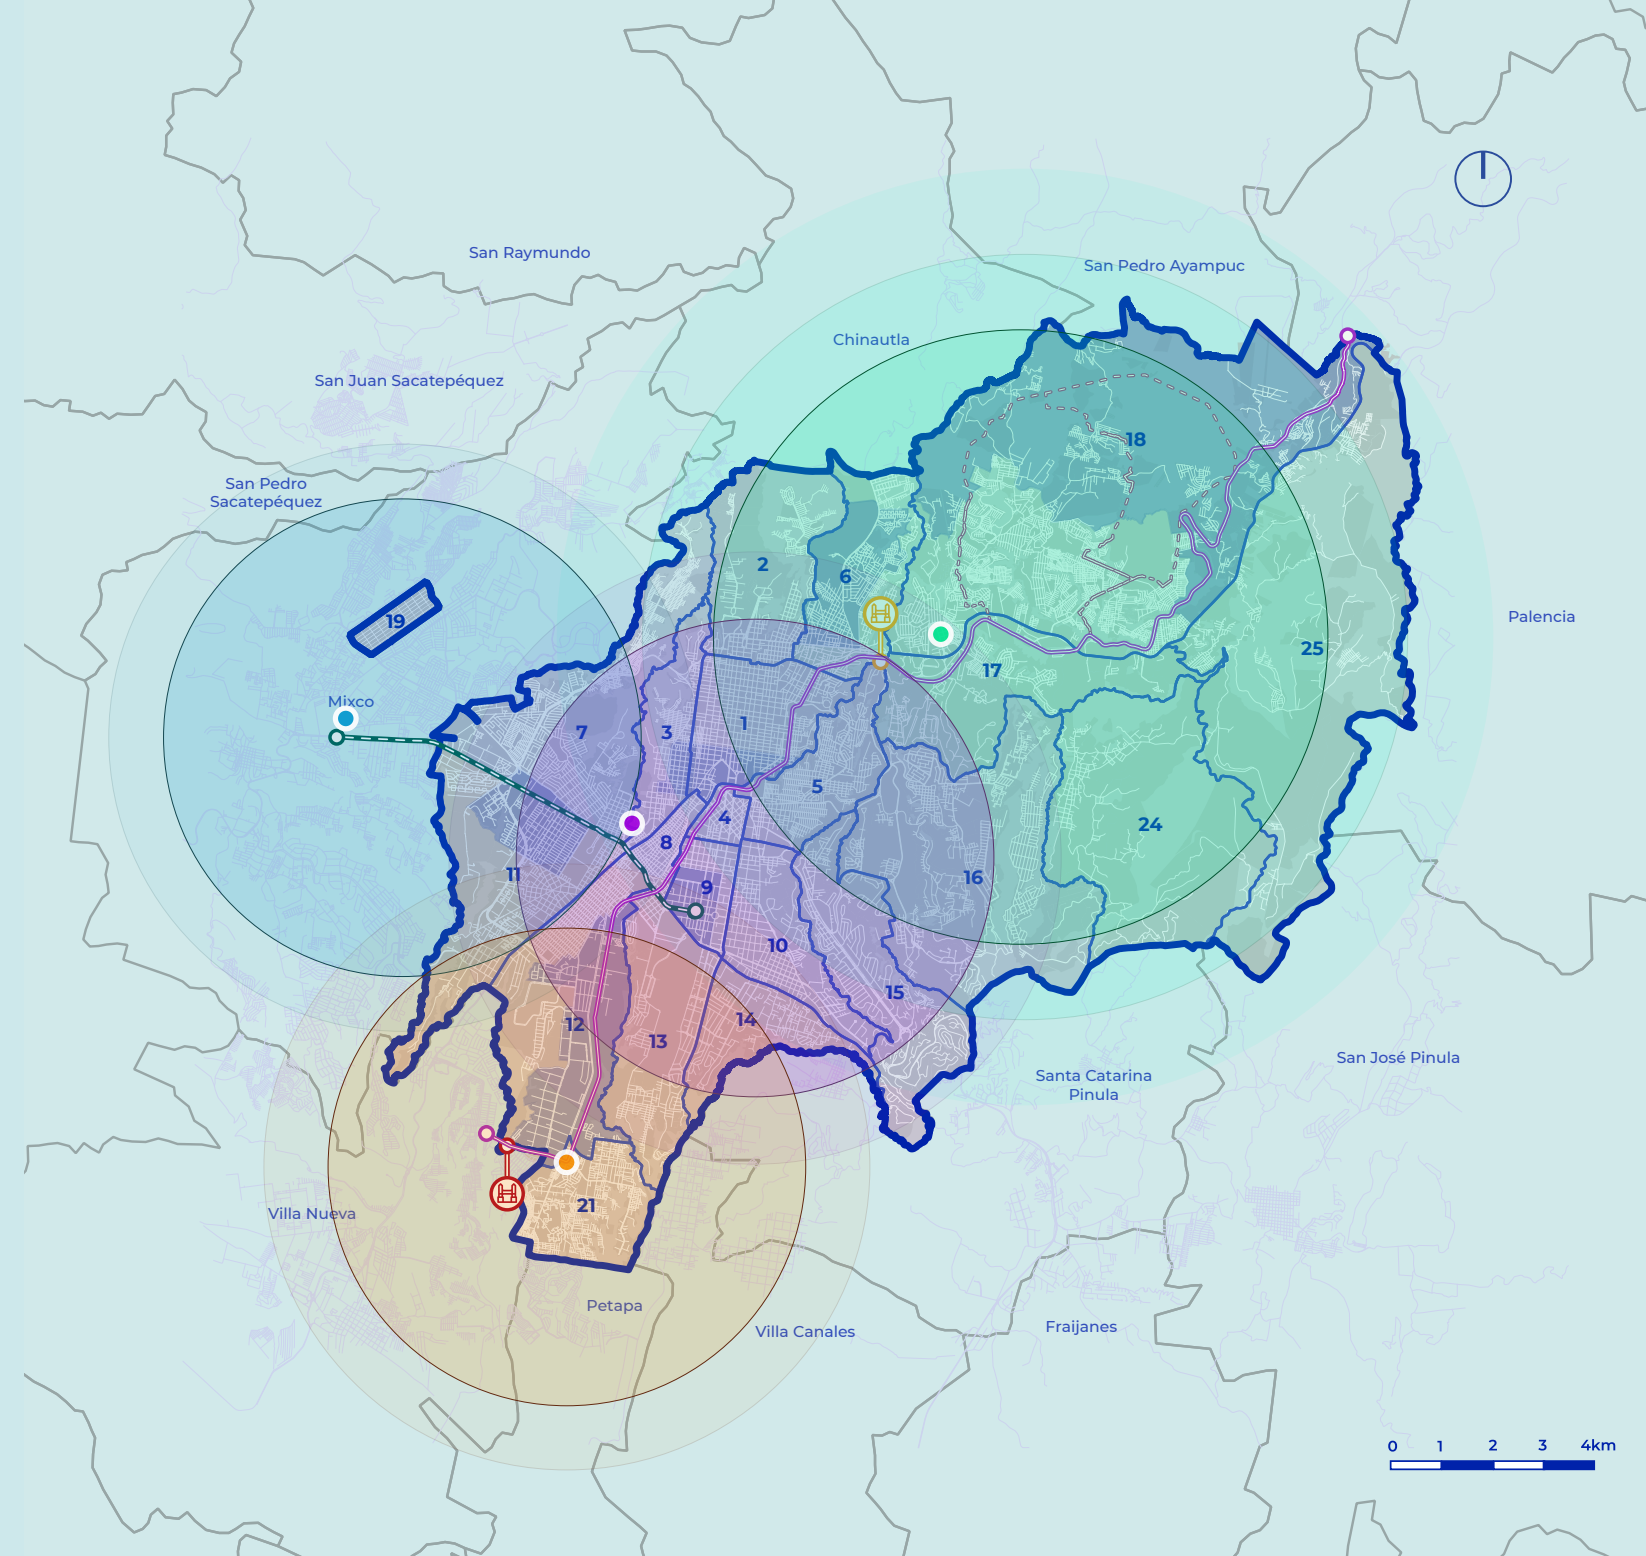 San Raymundo
San Pedro Ayampuc
Chinautla
San Juan Sacatepéquez
18
San Pedro
Sacatepéquez
2
6
19
Palencia
25
17
Mixco
7
3
1
5
4
24
8
11
9
16
10
15
12
14
13
San José Pinula
Santa Catarina
Pinula
21
Villa Nueva
Petapa
Villa Canales
Fraijanes
0 1 2 3 4km